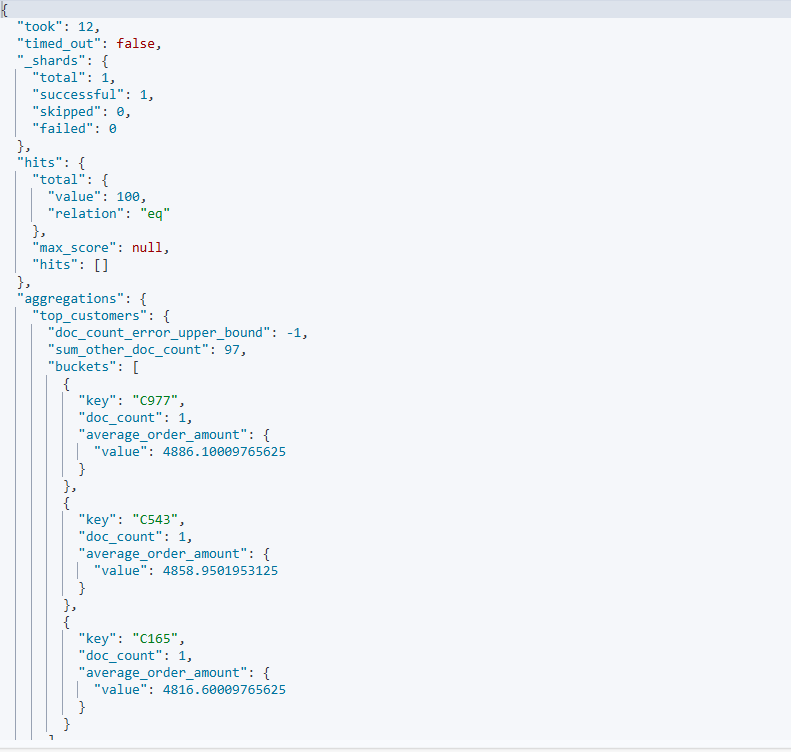 {
  "took": 12,
  "timed_out": false,
  "_shards": {
    "total": 1,
    "successful": 1,
    "skipped": 0,
    "failed": 0
  },
  "hits": {
    "total": {
      "value": 100,
      "relation": "eq"
    },
    "max_score": null,
    "hits": []
  },
  "aggregations": {
    "top_customers": {
      "doc_count_error_upper_bound": -1,
      "sum_other_doc_count": 97,
      "buckets": [
        {
          "key": "C977",
          "doc_count": 1,
          "average_order_amount": {
            "value": 4886.10009765625
          }
        },
        {
          "key": "C543",
          "doc_count": 1,
          "average_order_amount": {
            "value": 4858.9501953125
          }
        },
        {
          "key": "C165",
          "doc_count": 1,
          "average_order_amount": {
            "value": 4816.60009765625
          }
        }
      ]